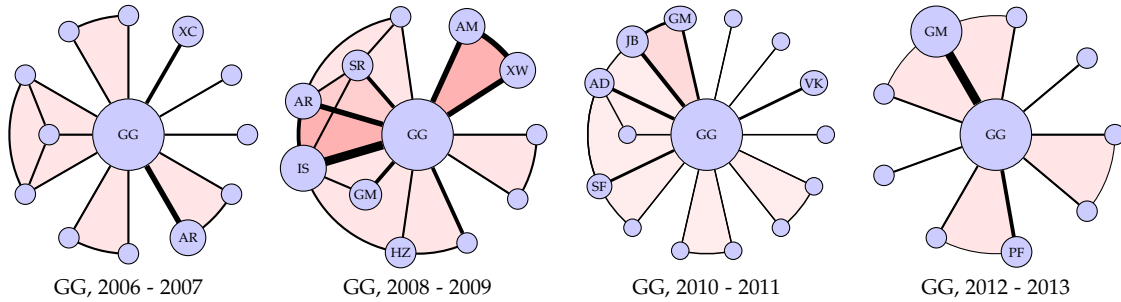 XC
GG
AR
GG, 2006 - 2007
AM
SR
XW
AR
GG
IS
GM
HZ
GG, 2008 - 2009
GM
JB
AD
VK
GG
SF
GG, 2010 - 2011
GM
GG
PF
GG, 2012 - 2013